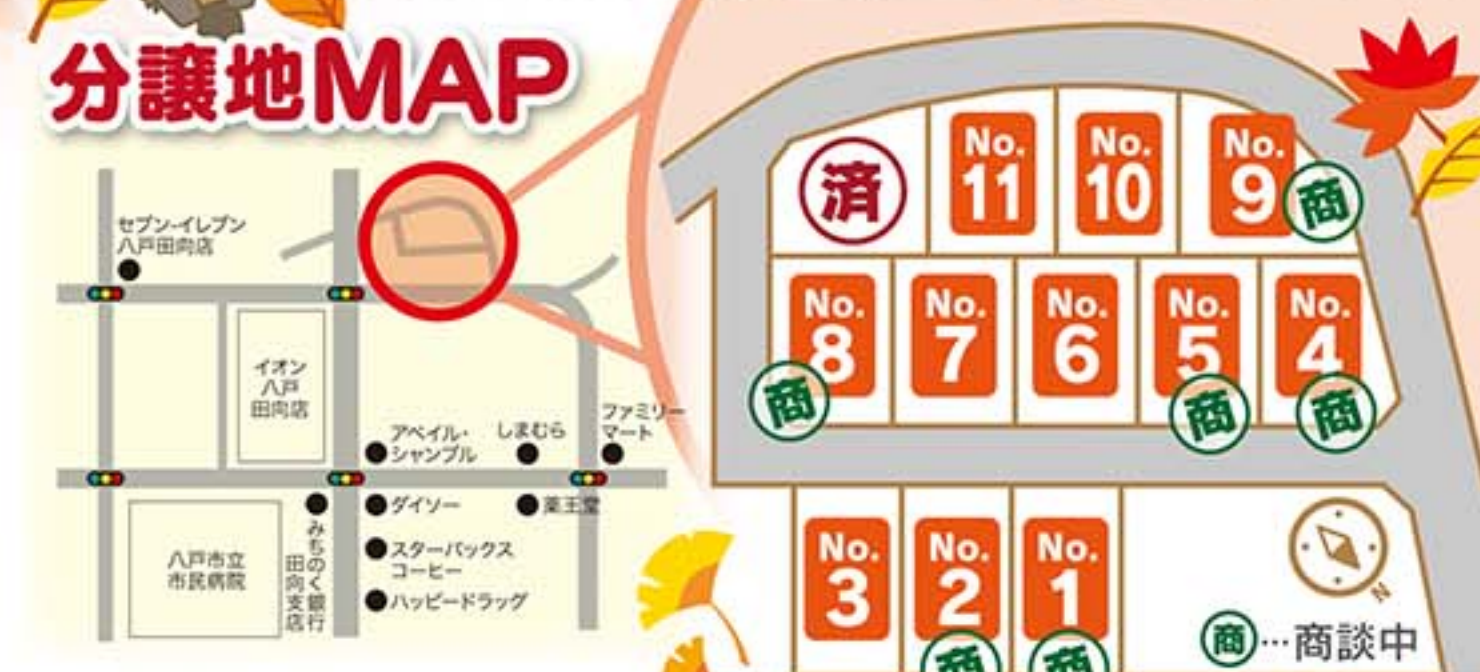 分譲地MAP
セブン-イレブン
八戸田向店
イオン
八戸
田向店
アベイル・
シャンブル
しまむら
ファミリー
マート
ダイソー
薬王堂
スターバックス
コーヒー
ハッピードラッグ
みちのく銀行
田向支店
八戸市立
市民病院
済
No.
11
No.
10
No.
9
商
No.
8
商
No.
7
No.
6
No.
5
商
No.
4
商
No.
3
No.
2
商
No.
1
商
N
商…商談中